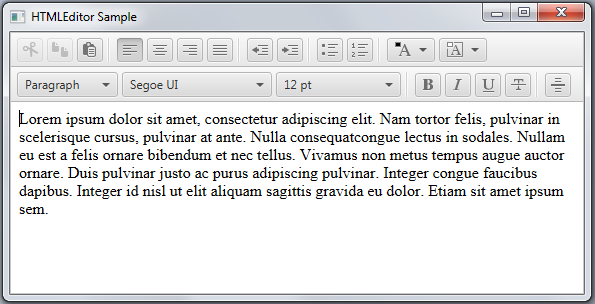 HTMLEditor Sample
Paragraph Segoe UI 12 pt B I U T
Lorem ipsum dolor sit amet, consectetur adipiscing elit. Nam tortor felis, pulvinar in
scelerisque cursus, pulvinar at ante. Nulla consequatcongue lectus in sodales. Nullam
eu est a felis ornare bibendum et nec tellus. Vivamus non metus tempus augue auctor
ornare. Duis pulvinar justo ac purus adipiscing pulvinar. Integer congue faucibus
dapibus. Integer id nisl ut elit aliquam sagittis gravida eu dolor. Etiam sit amet ipsum
sem.